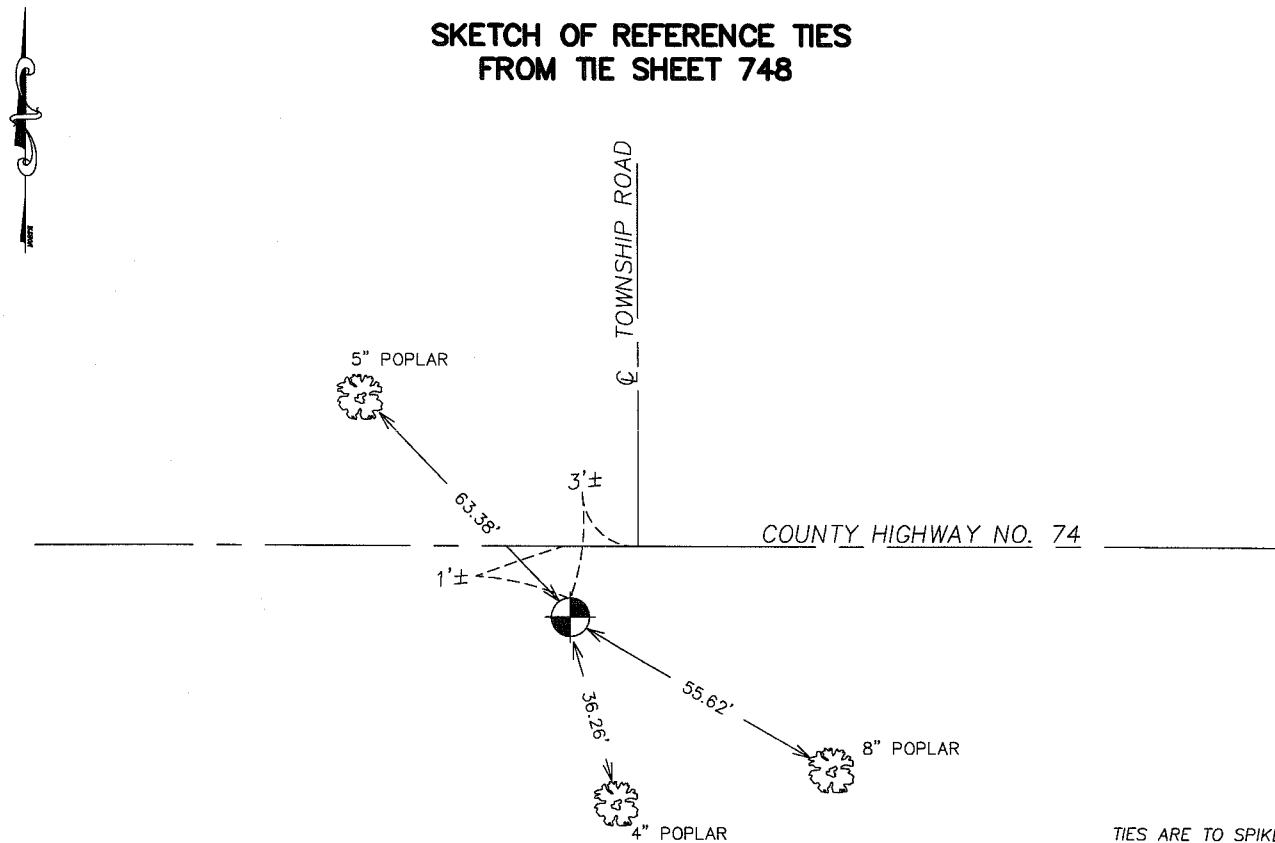 SKETCH OF REFERENCE TIES
FROM TIE SHEET 748
℄ TOWNSHIP ROAD
5" POPLAR
63.38'
3'±
COUNTY HIGHWAY NO. 74
1'±
36.26'
55.62'
8" POPLAR
4" POPLAR
TIES ARE TO